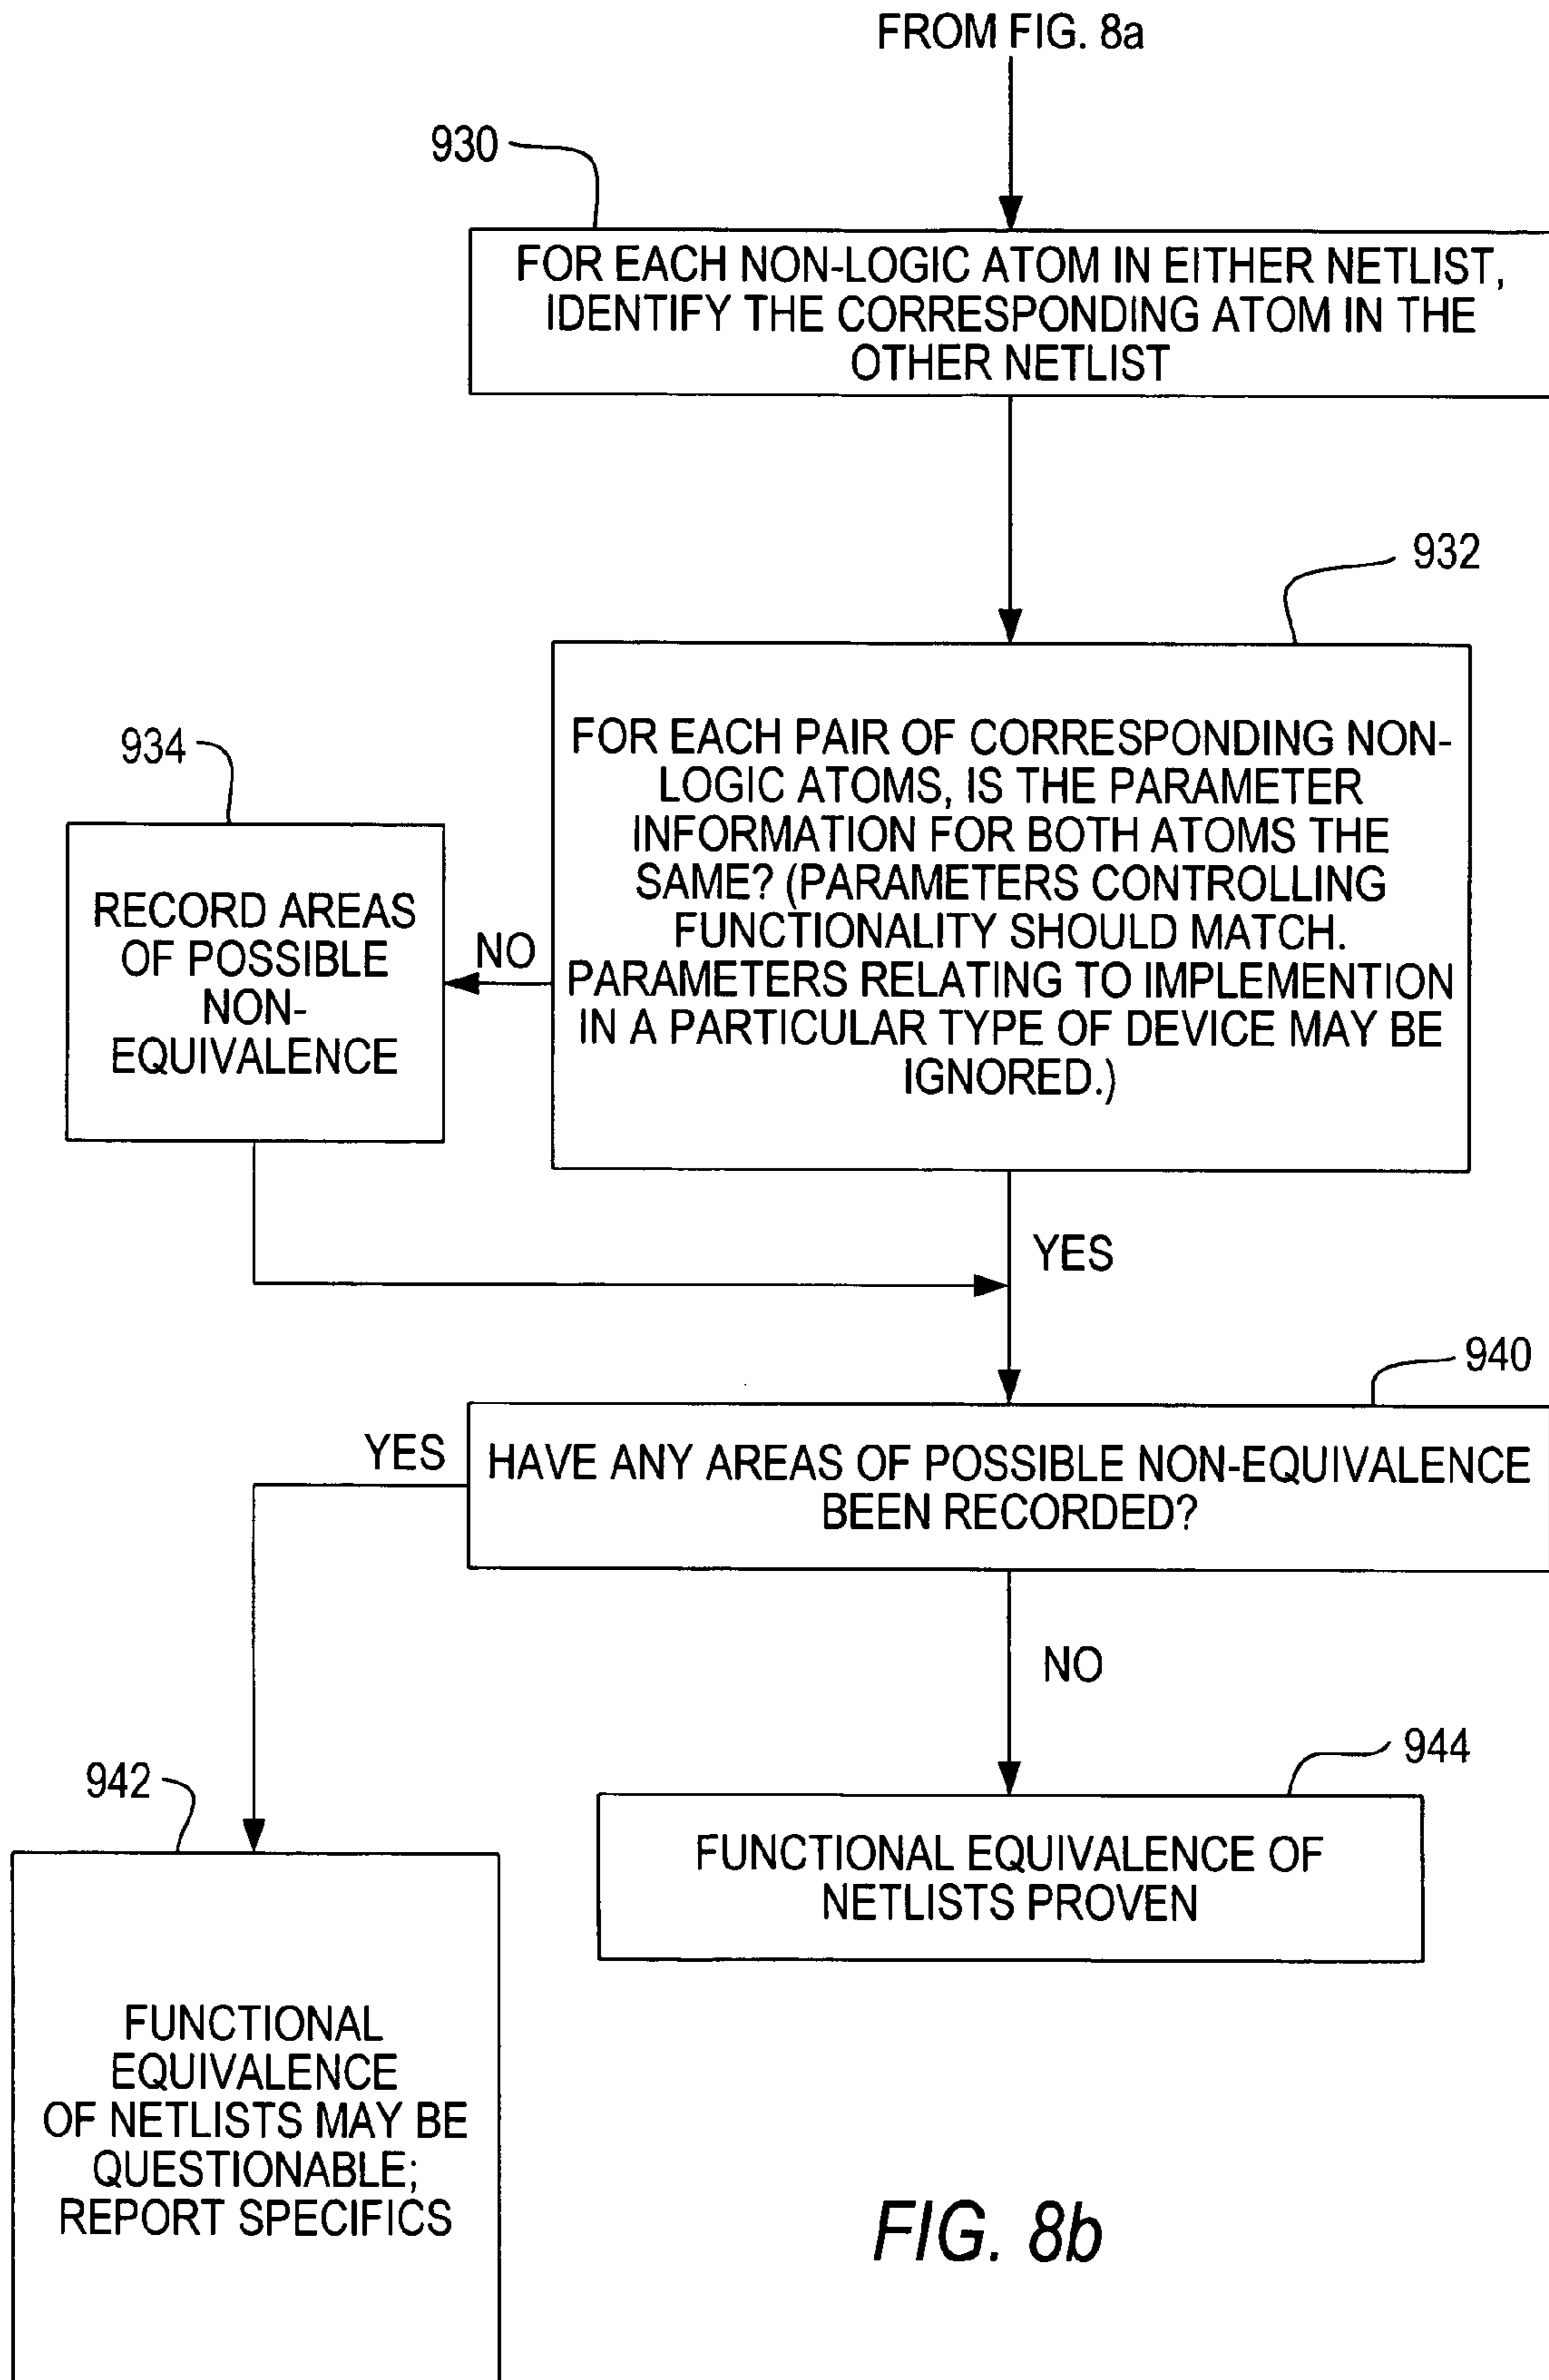 FROM FIG. 8a
930
FOR EACH NON-LOGIC ATOM IN EITHER NETLIST,
IDENTIFY THE CORRESPONDING ATOM IN THE
OTHER NETLIST
932
FOR EACH PAIR OF CORRESPONDING NON-
LOGIC ATOMS, IS THE PARAMETER
INFORMATION FOR BOTH ATOMS THE
SAME? (PARAMETERS CONTROLLING
FUNCTIONALITY SHOULD MATCH.
PARAMETERS RELATING TO IMPLEMENTION
IN A PARTICULAR TYPE OF DEVICE MAY BE
IGNORED.)
934
NO
RECORD AREAS
OF POSSIBLE
NON-
EQUIVALENCE
YES
940
YES
HAVE ANY AREAS OF POSSIBLE NON-EQUIVALENCE
BEEN RECORDED?
NO
944
FUNCTIONAL EQUIVALENCE OF
NETLISTS PROVEN
942
FUNCTIONAL
EQUIVALENCE
OF NETLISTS MAY BE
QUESTIONABLE;
REPORT SPECIFICS
FIG. 8b